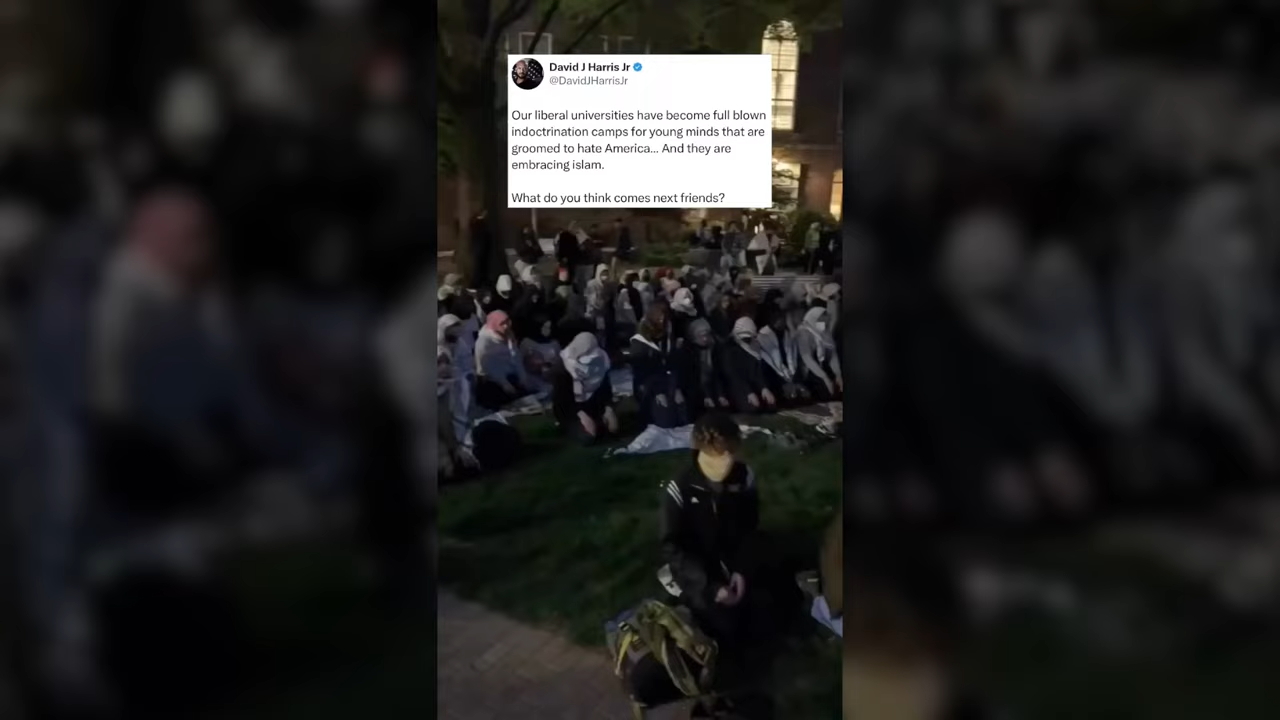 David J Harris Jr
@DavidJHarrisJr
Our liberal universities have become full blown
indoctrination camps for young minds that are
groomed to hate America... And they are
embracing islam.
What do you think comes next friends?